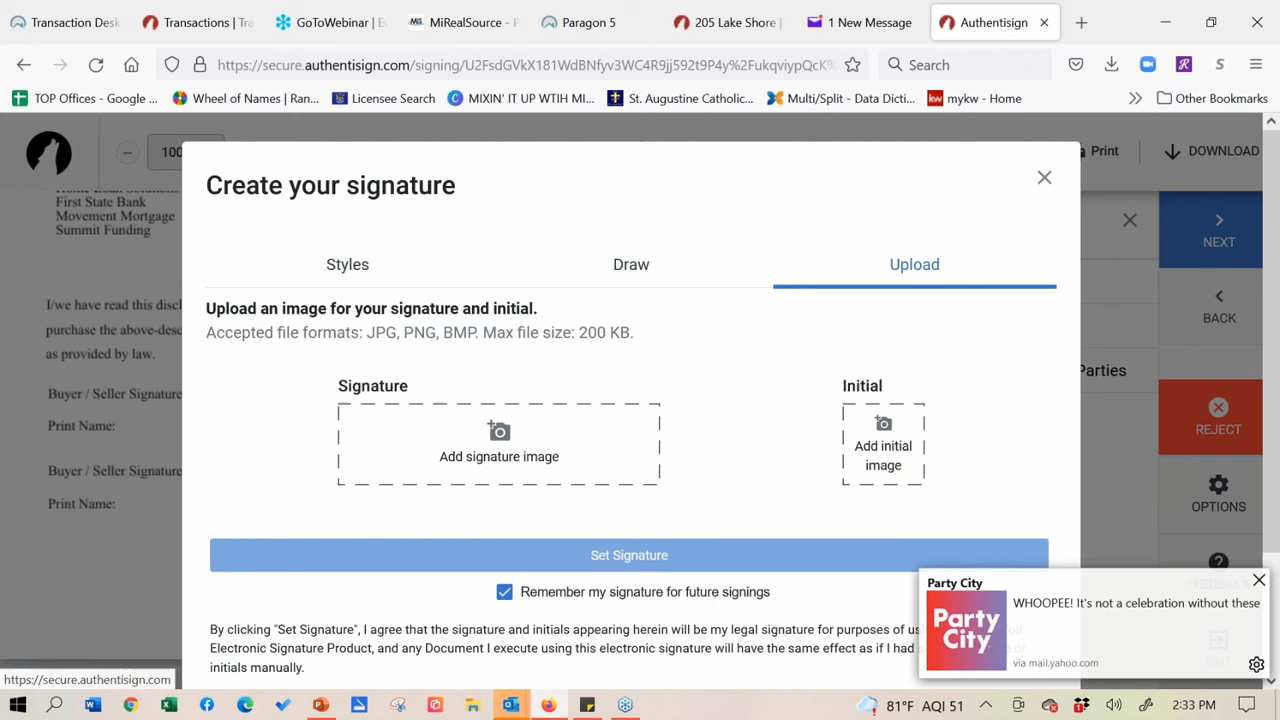 Transaction Desk
Transactions | Tra
GoToWebinar | E
MiRealSource - P
Paragon 5
205 Lake Shore |
1 New Message
Authentisign
https://secure.authentisign.com/signing/
Search
TOP Offices - Google ...
Wheel of Names | Ran...
Licensee Search
MIXIN' IT UP WTIH MI...
St. Augustine Catholic...
Multi/Split - Data Dicti...
kw
mykw - Home
Other Bookmarks
100
Print
DOWNLOAD
Create your signature
First State Bank
Movement Mortgage
Summit Funding
NEXT
Styles
Draw
Upload
Upload an image for your signature and initial.
Accepted file formats: JPG, PNG, BMP. Max file size: 200 KB.
I/we have read this discl
purchase the above-desc
as provided by law.
BACK
Parties
Signature
Initial
Buyer / Seller Signature
Print Name:
Add signature image
Add initial
image
REJECT
Buyer / Seller Signature
Print Name:
OPTIONS
Set Signature
Remember my signature for future signings
By clicking "Set Signature", I agree that the signature and initials appearing herein will be my legal signature for purposes of us
Electronic Signature Product, and any Document I execute using this electronic signature will have the same effect as if I had
initials manually.
Party City
WHOOPEE! It's not a celebration without these
Party
City
via mail.yahoo.com
https://secure.authentisign.com
81°F AQI 51
2:33 PM